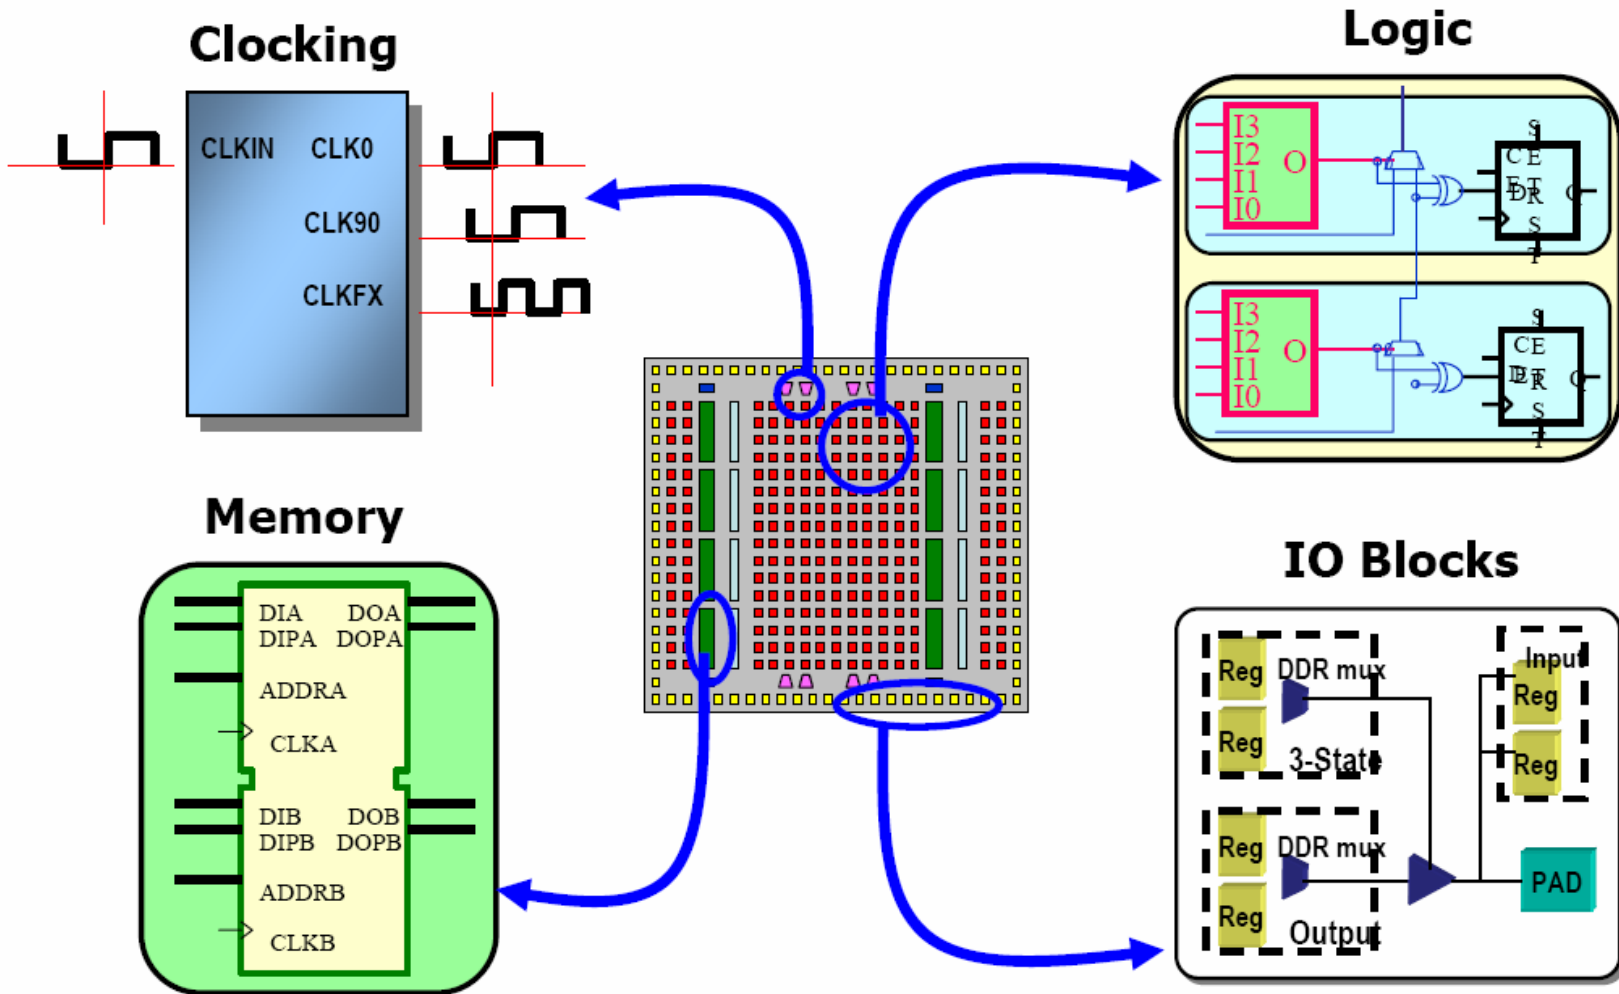 Clocking
CLKIN CLK0
CLK90
CLKFX
Logic
I3
I2
I1
I0
O
S
CE
E T
D R Q
S
T
I3
I2
I1
I0
O
S
CE
E T
D R Q
S
T
Memory
DIA DOA
DIPA DOPA
ADDRA
CLKA
DIB DOB
DIPB DOPB
ADDRB
CLKB
IO Blocks
Reg DDR mux
Reg 3-State
Reg DDR mux
Reg Output
Input
Reg
Reg
PAD